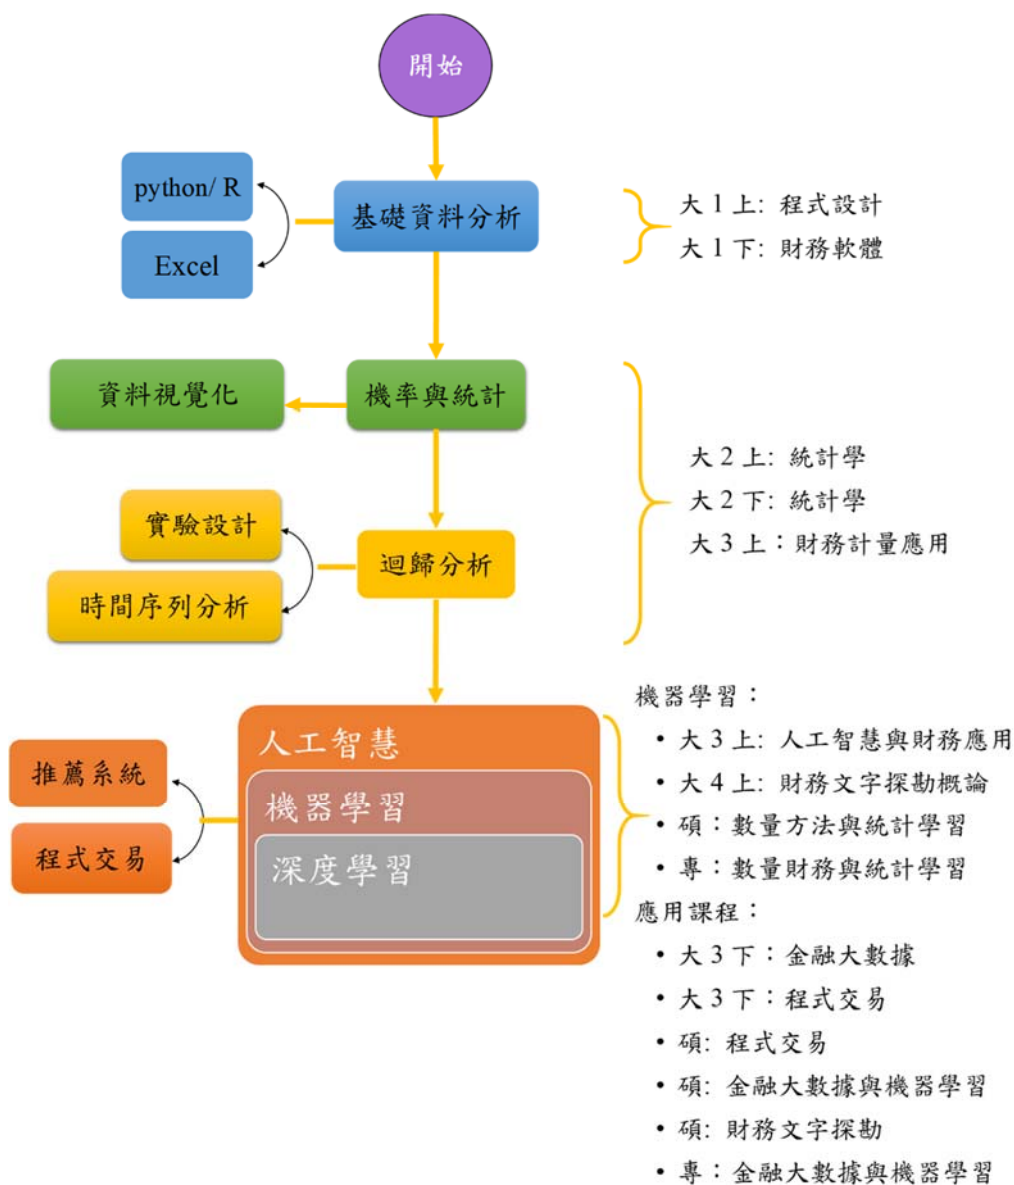 開始
python/ R
Excel
基礎資料分析
大 1 上: 程式設計
大 1 下: 財務軟體
資料視覺化
機率與統計
大 2 上: 統計學
大 2 下: 統計學
大 3 上：財務計量應用
實驗設計
時間序列分析
迴歸分析
推薦系統
程式交易
人工智慧
機器學習
深度學習
機器學習：
• 大 3 上: 人工智慧與財務應用
• 大 4 上: 財務文字探勘概論
• 碩：數量方法與統計學習
• 專：數量財務與統計學習
應用課程：
• 大 3 下：金融大數據
• 大 3 下：程式交易
• 碩: 程式交易
• 碩: 金融大數據與機器學習
• 碩: 財務文字探勘
• 專：金融大數據與機器學習